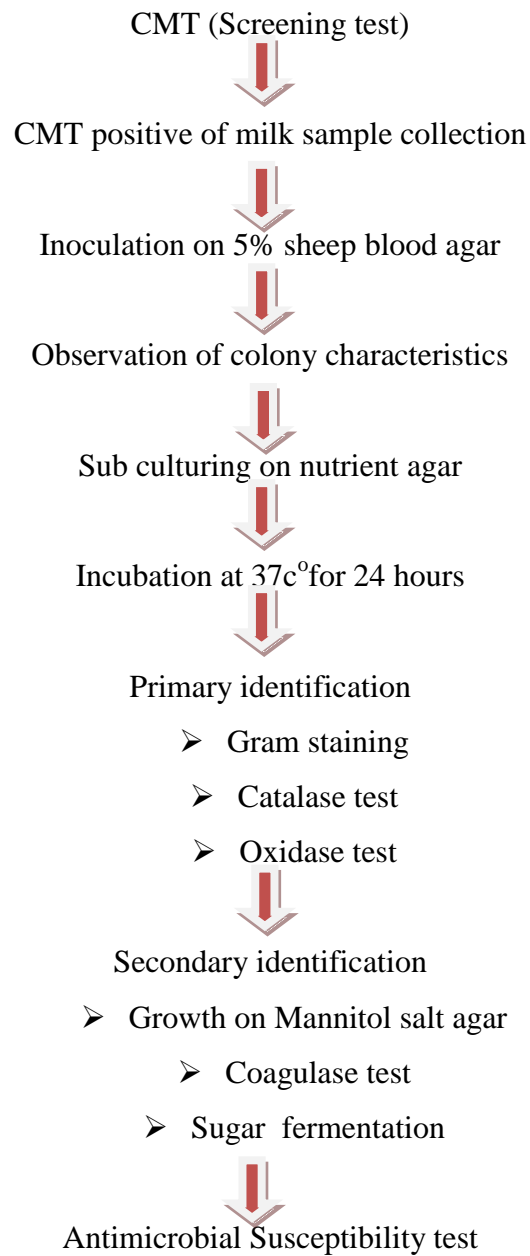 CMT (Screening test)
CMT positive of milk sample collection
Inoculation on 5% sheep blood agar
Observation of colony characteristics
Sub culturing on nutrient agar
Incubation at 37c°for 24 hours
Primary identification
➢ Gram staining
➢ Catalase test
➢ Oxidase test
Secondary identification
➢ Growth on Mannitol salt agar
➢ Coagulase test
➢ Sugar fermentation
Antimicrobial Susceptibility test